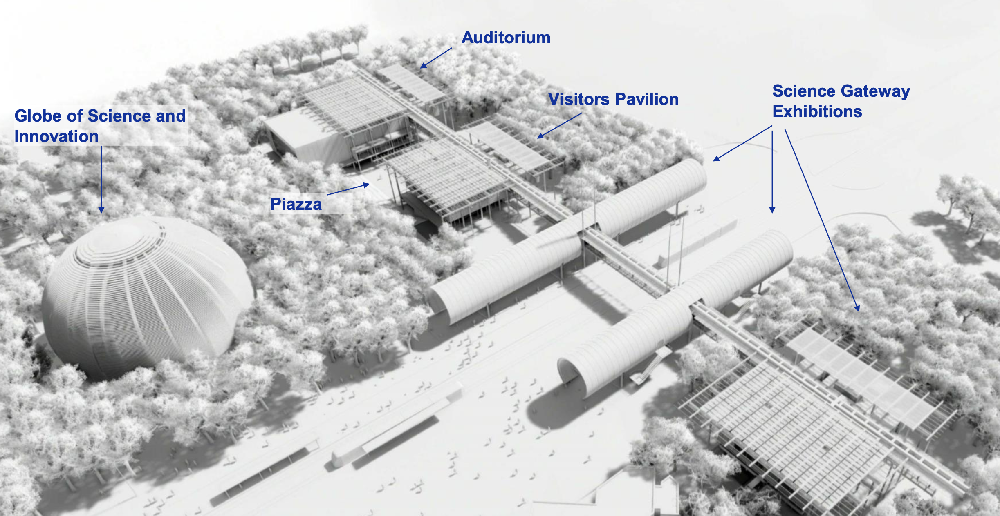 Auditorium
Visitors Pavilion
Science Gateway
Exhibitions
Globe of Science and
Innovation
Piazza